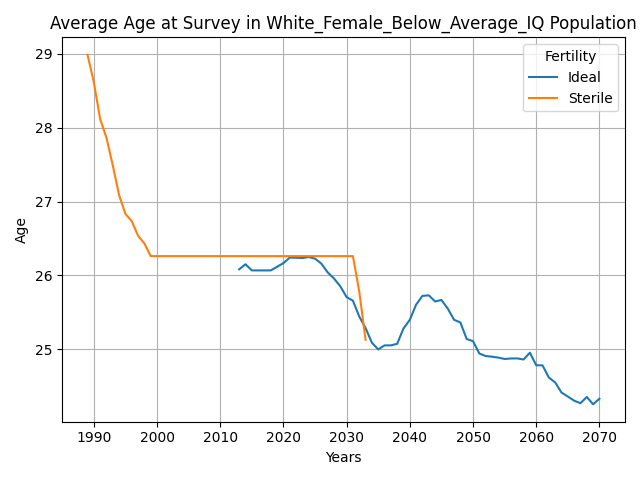 Average Age at Survey in White_Female_Below_Average_IQ Population
Fertility
Ideal
Sterile
Age
29
28
27
26
25
1990 2000 2010 2020 2030 2040 2050 2060 2070
Years